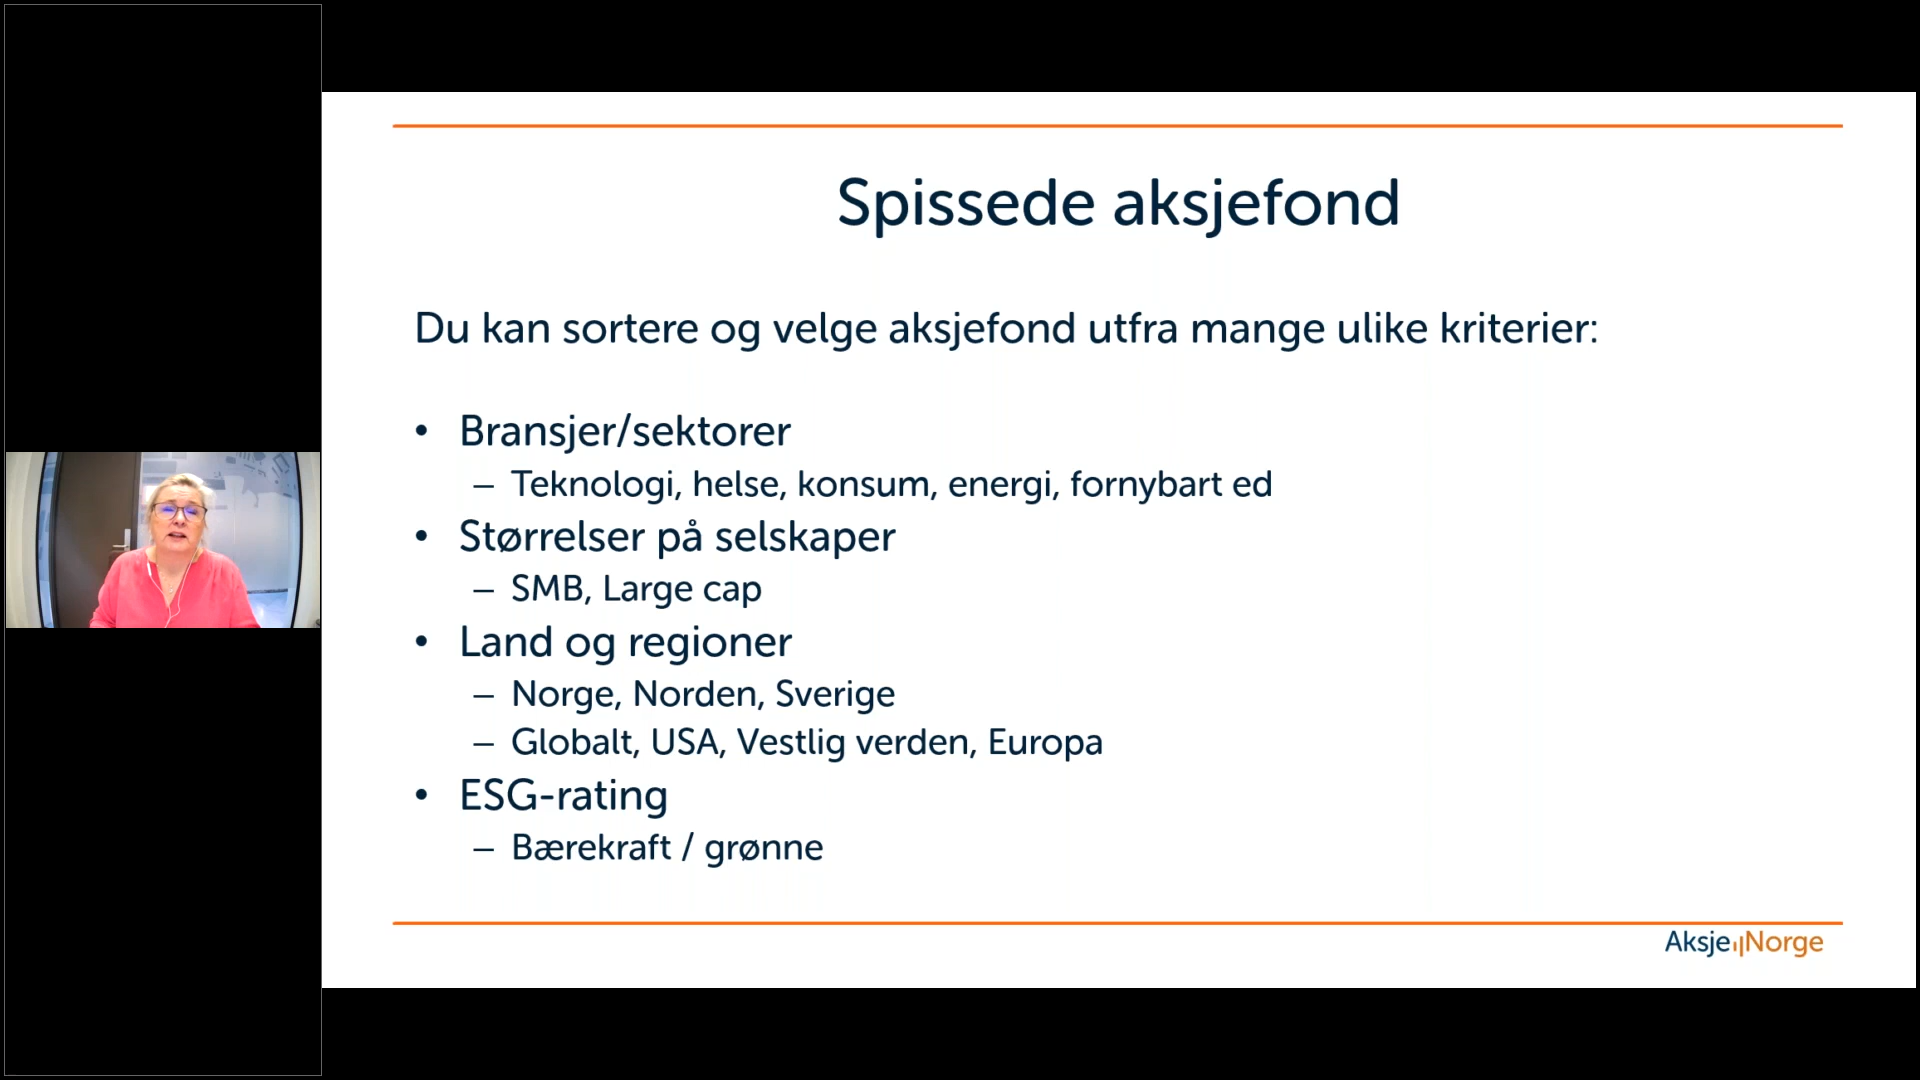 Spissede aksjefond
Du kan sortere og velge aksjefond utfra mange ulike kriterier:
• Bransjer/sektorer
– Teknologi, helse, konsum, energi, fornybart ed
• Størrelser på selskaper
– SMB, Large cap
• Land og regioner
– Norge, Norden, Sverige
– Globalt, USA, Vestlig verden, Europa
• ESG-rating
– Bærekraft / grønne
AksjeNorge